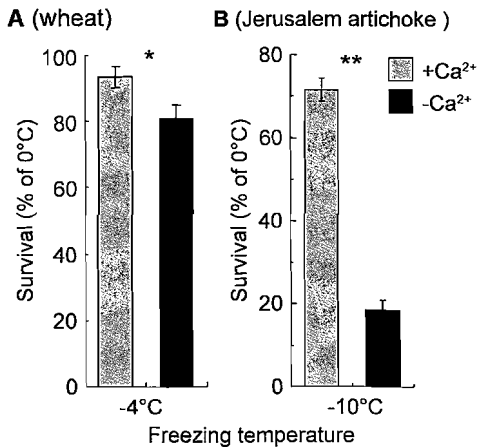 A (wheat)
B (Jerusalem artichoke )
Survival (% of 0°C)
100
80
60
40
20
0
*
-4°C
Survival (% of 0°C)
80
60
40
20
0
**
+Ca²⁺
-Ca²⁺
-10°C
Freezing temperature